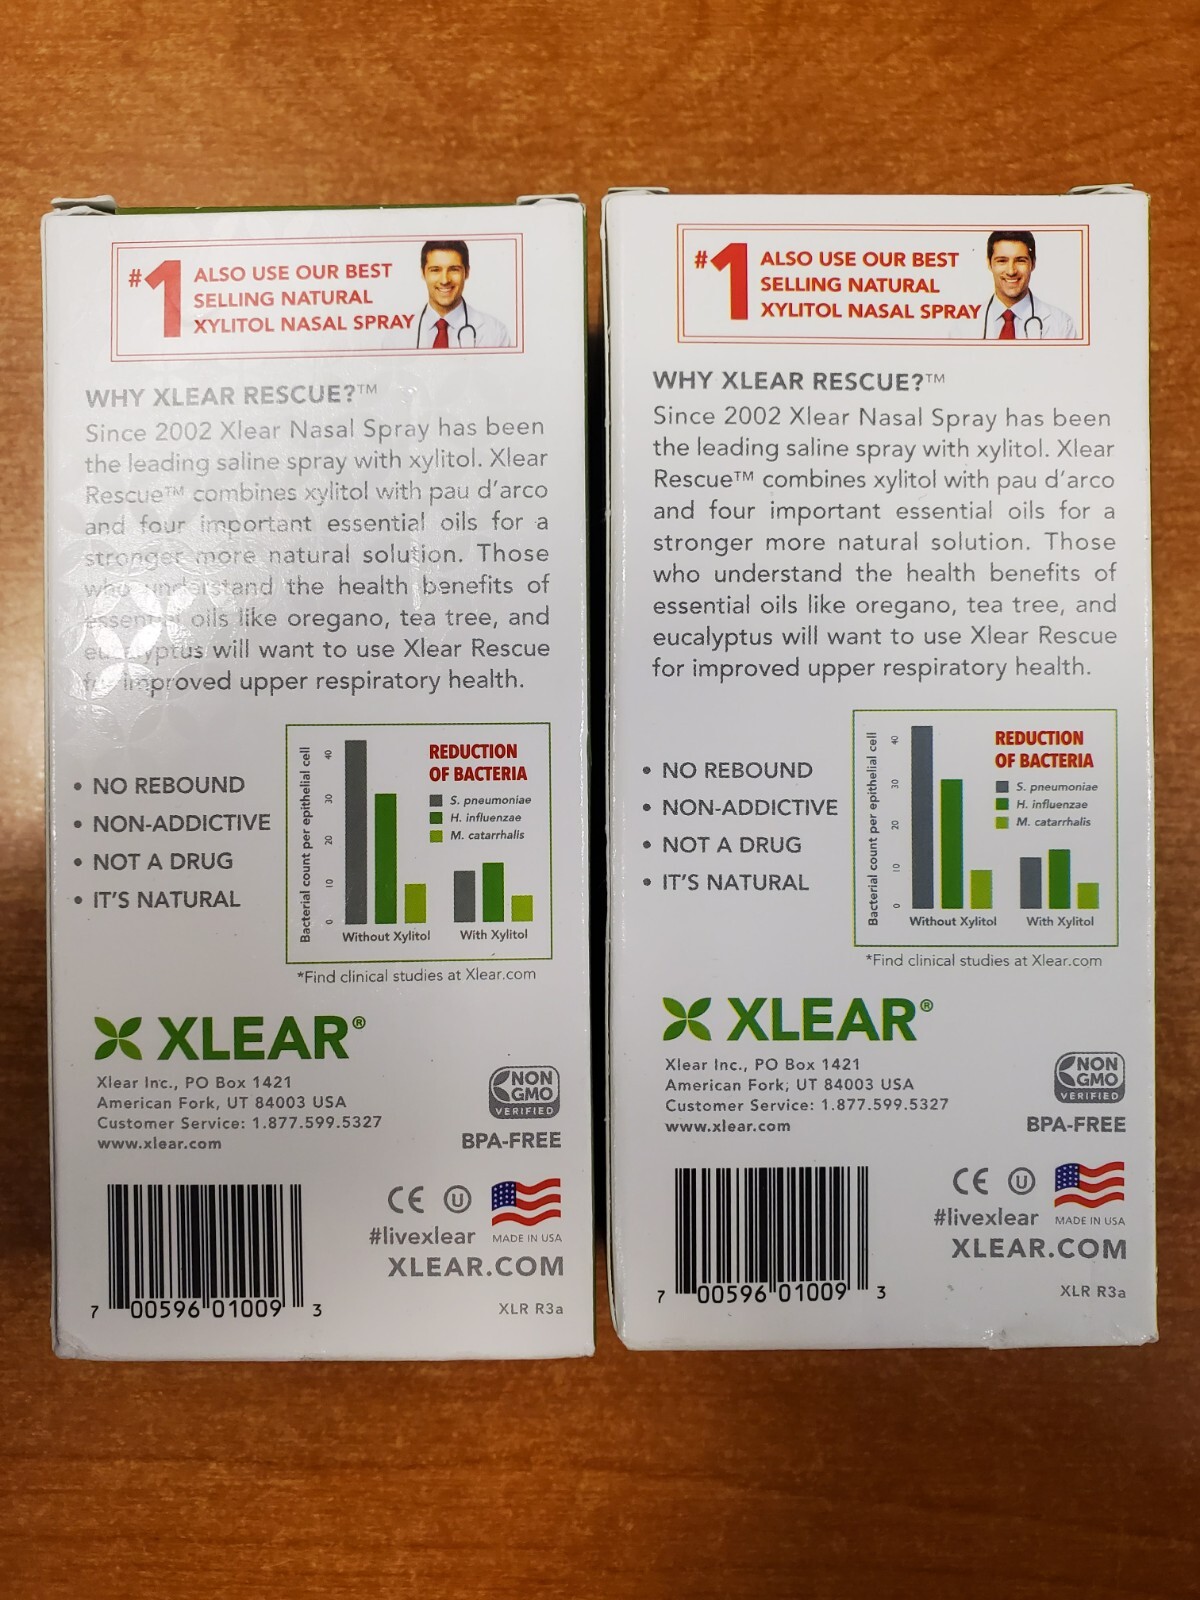 #1 ALSO USE OUR BEST
SELLING NATURAL
XYLITOL NASAL SPRAY
WHY XLEAR RESCUE?™
Since 2002 Xlear Nasal Spray has been
the leading saline spray with xylitol. Xlear
Rescue™ combines xylitol with pau d'arco
and four important essential oils for a
stronger more natural solution. Those
who understand the health benefits of
essential oils like oregano, tea tree, and
eucalyptus will want to use Xlear Rescue
for improved upper respiratory health.
• NO REBOUND
• NON-ADDICTIVE
• NOT A DRUG
• IT'S NATURAL
Bacterial count per epithelial cell
40
30
20
10
0
REDUCTION
OF BACTERIA
S. pneumoniae
H. influenzae
M. catarrhalis
Without Xylitol
With Xylitol
*Find clinical studies at Xlear.com
XLEAR®
Xlear Inc., PO Box 1421
American Fork, UT 84003 USA
Customer Service: 1.877.599.5327
www.xlear.com
NON
GMO
VERIFIED
BPA-FREE
CE U
#livexlear
MADE IN USA
XLEAR.COM
7 00596 01009 3
XLR R3a
#1 ALSO USE OUR BEST
SELLING NATURAL
XYLITOL NASAL SPRAY
WHY XLEAR RESCUE?™
Since 2002 Xlear Nasal Spray has been
the leading saline spray with xylitol. Xlear
Rescue™ combines xylitol with pau d'arco
and four important essential oils for a
stronger more natural solution. Those
who understand the health benefits of
essential oils like oregano, tea tree, and
eucalyptus will want to use Xlear Rescue
for improved upper respiratory health.
• NO REBOUND
• NON-ADDICTIVE
• NOT A DRUG
• IT'S NATURAL
Bacterial count per epithelial cell
40
30
20
10
0
REDUCTION
OF BACTERIA
S. pneumoniae
H. influenzae
M. catarrhalis
Without Xylitol
With Xylitol
*Find clinical studies at Xlear.com
XLEAR®
Xlear Inc., PO Box 1421
American Fork, UT 84003 USA
Customer Service: 1.877.599.5327
www.xlear.com
NON
GMO
VERIFIED
BPA-FREE
CE U
#livexlear
MADE IN USA
XLEAR.COM
7 00596 01009 3
XLR R3a